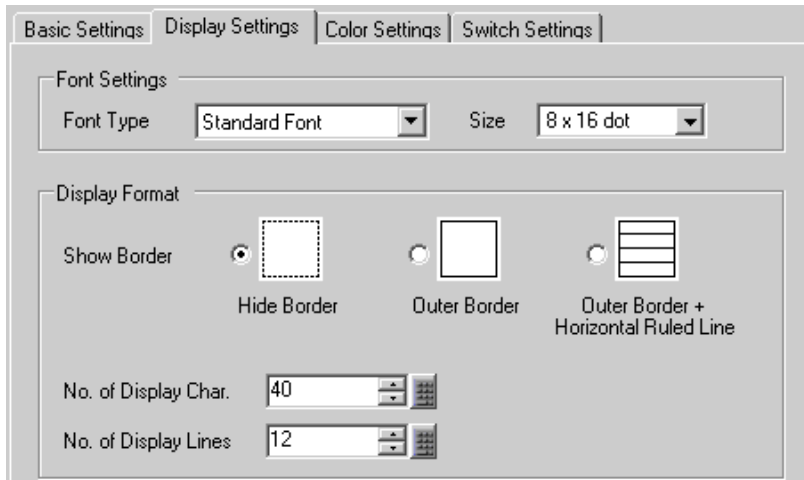 Basic Settings Display Settings Color Settings Switch Settings
Font Settings
Font Type Standard Font Size 8 x 16 dot
Display Format
Show Border
Hide Border Outer Border Outer Border +
Horizontal Ruled Line
No. of Display Char. 40
No. of Display Lines 12